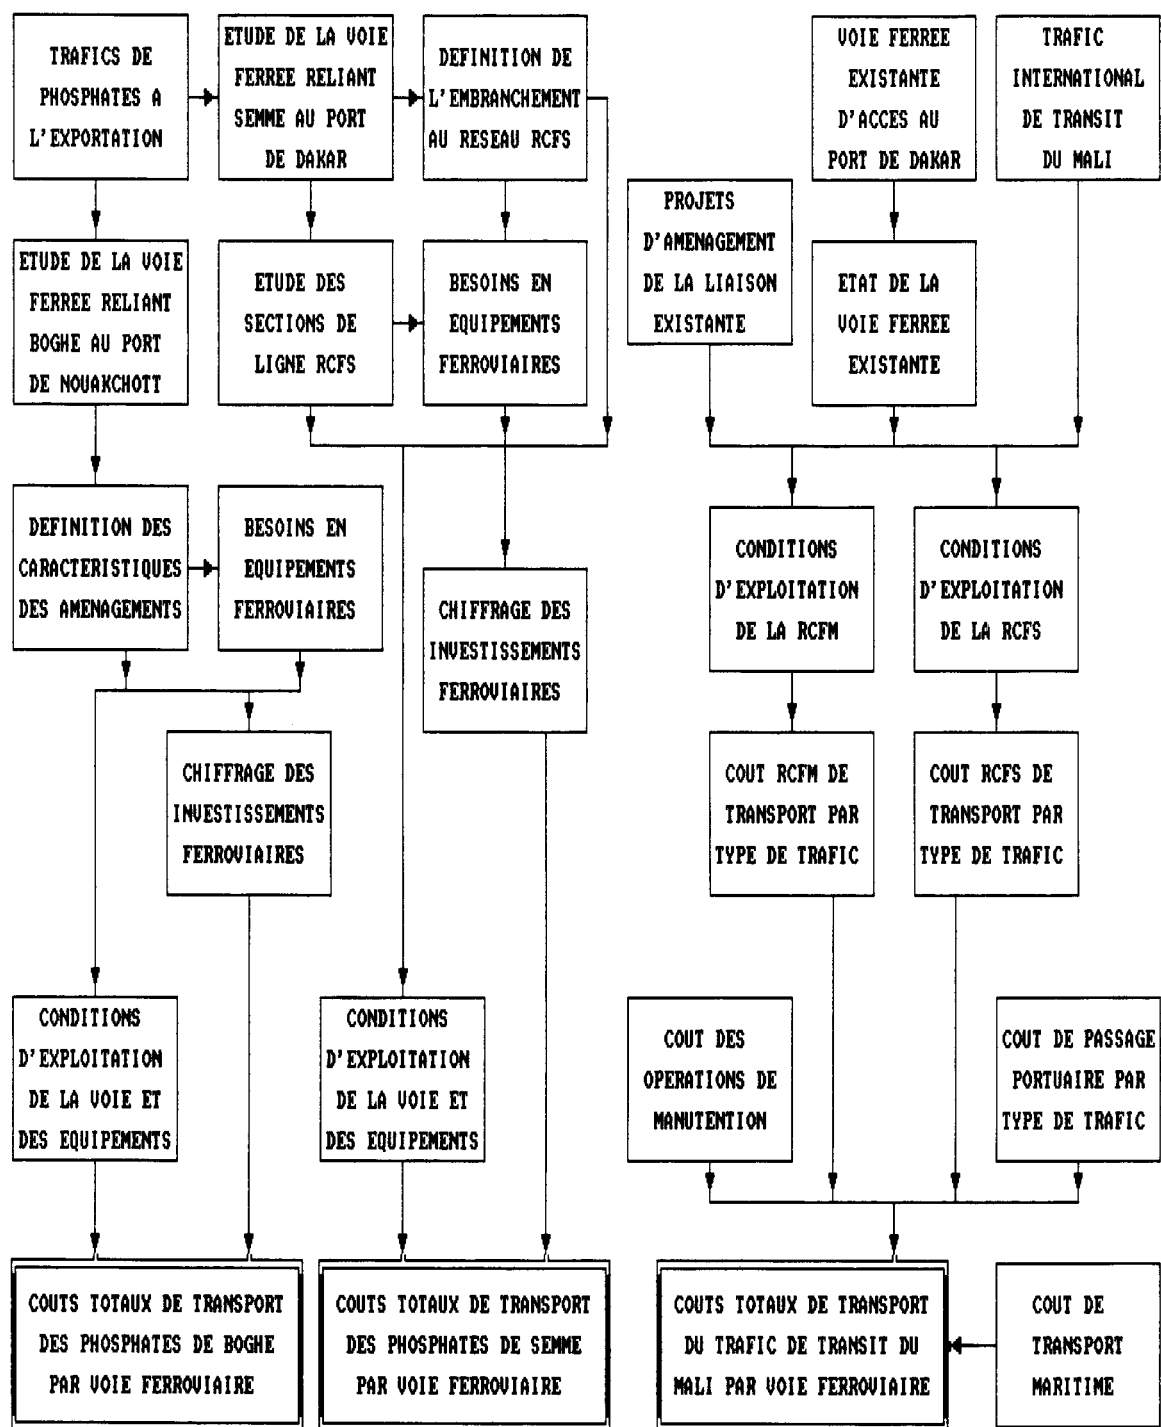 TRAFICS DE
PHOSPHATES A
L'EXPORTATION
ETUDE DE LA VOIE
FERREE RELIANT
SEMME AU PORT
DE DAKAR
DEFINITION DE
L'EMBRANCHEMENT
AU RESEAU RCFS
VOIE FERREE
EXISTANTE
D'ACCES AU
PORT DE DAKAR
TRAFIC
INTERNATIONAL
DE TRANSIT
DU MALI
PROJETS
D'AMENAGEMENT
DE LA LIAISON
EXISTANTE
ETUDE DE LA VOIE
FERREE RELIANT
BOGHE AU PORT
DE NOUAKCHOTT
ETUDE DES
SECTIONS DE
LIGNE RCFS
BESOINS EN
EQUIPEMENTS
FERROVIAIRES
ETAT DE LA
VOIE FERREE
EXISTANTE
DEFINITION DES
CARACTERISTIQUES
DES AMENAGEMENTS
BESOINS EN
EQUIPEMENTS
FERROVIAIRES
CHIFFRAGE DES
INVESTISSEMENTS
FERROVIAIRES
CONDITIONS
D'EXPLOITATION
DE LA RCFM
CONDITIONS
D'EXPLOITATION
DE LA RCFS
CHIFFRAGE DES
INVESTISSEMENTS
FERROVIAIRES
COUT RCFM DE
TRANSPORT PAR
TYPE DE TRAFIC
COUT RCFS DE
TRANSPORT PAR
TYPE DE TRAFIC
CONDITIONS
D'EXPLOITATION
DE LA VOIE ET
DES EQUIPEMENTS
CONDITIONS
D'EXPLOITATION
DE LA VOIE ET
DES EQUIPEMENTS
COUT DES
OPERATIONS DE
MANUTENTION
COUT DE PASSAGE
PORTUAIRE PAR
TYPE DE TRAFIC
COUTS TOTAUX DE TRANSPORT
DES PHOSPHATES DE BOGHE
PAR VOIE FERROVIAIRE
COUTS TOTAUX DE TRANSPORT
DES PHOSPHATES DE SEMME
PAR VOIE FERROVIAIRE
COUTS TOTAUX DE TRANSPORT
DU TRAFIC DE TRANSIT DU
MALI PAR VOIE FERROVIAIRE
COUT DE
TRANSPORT
MARITIME